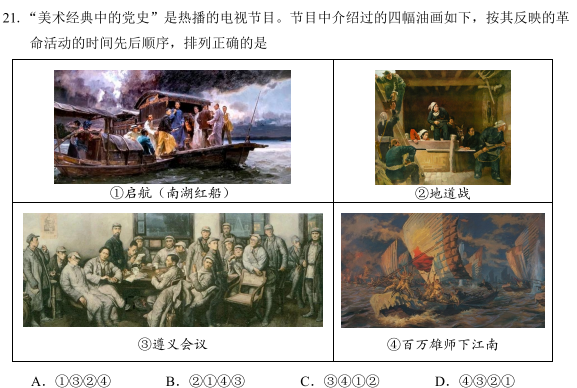 21. “美术经典中的党史”是热播的电视节目。节目中介绍过的四幅油画如下，按其反映的革
命活动的时间先后顺序，排列正确的是
①启航（南湖红船）
②地道战
③遵义会议
④百万雄师下江南
A．①③②④ B．②①④③ C．③④①② D．④③②①